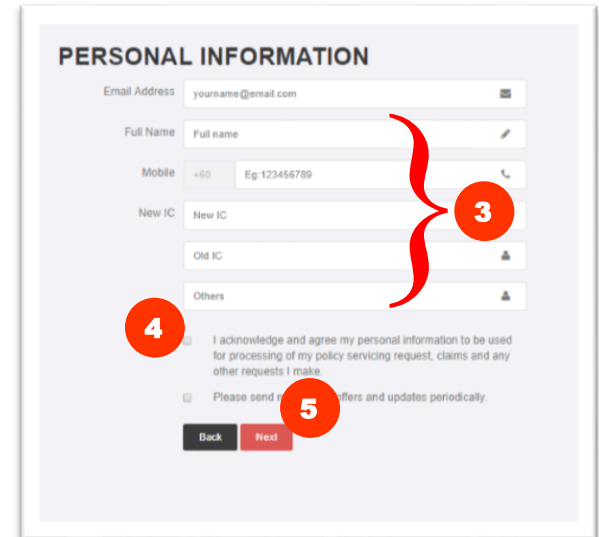 PERSONAL INFORMATION
Email Address yourname@email.com
Full Name Full name
Mobile +60 Eg:123456789
3
New IC New IC
Old IC
Others
4
I acknowledge and agree my personal information to be used
for processing of my policy servicing request, claims and any
other requests I make.
Please send offers and updates periodically.
5
Back Next